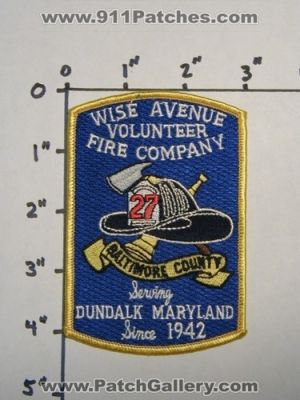 www.911Patches.com
0 1" 2" 3"
WISE AVENUE
VOLUNTEER
FIRE COMPANY
1"
27
2"
BALTIMORE COUNTY
3"
Serving
DUNDALK MARYLAND
Since 1942
4"
5"
www.PatchGallery.com